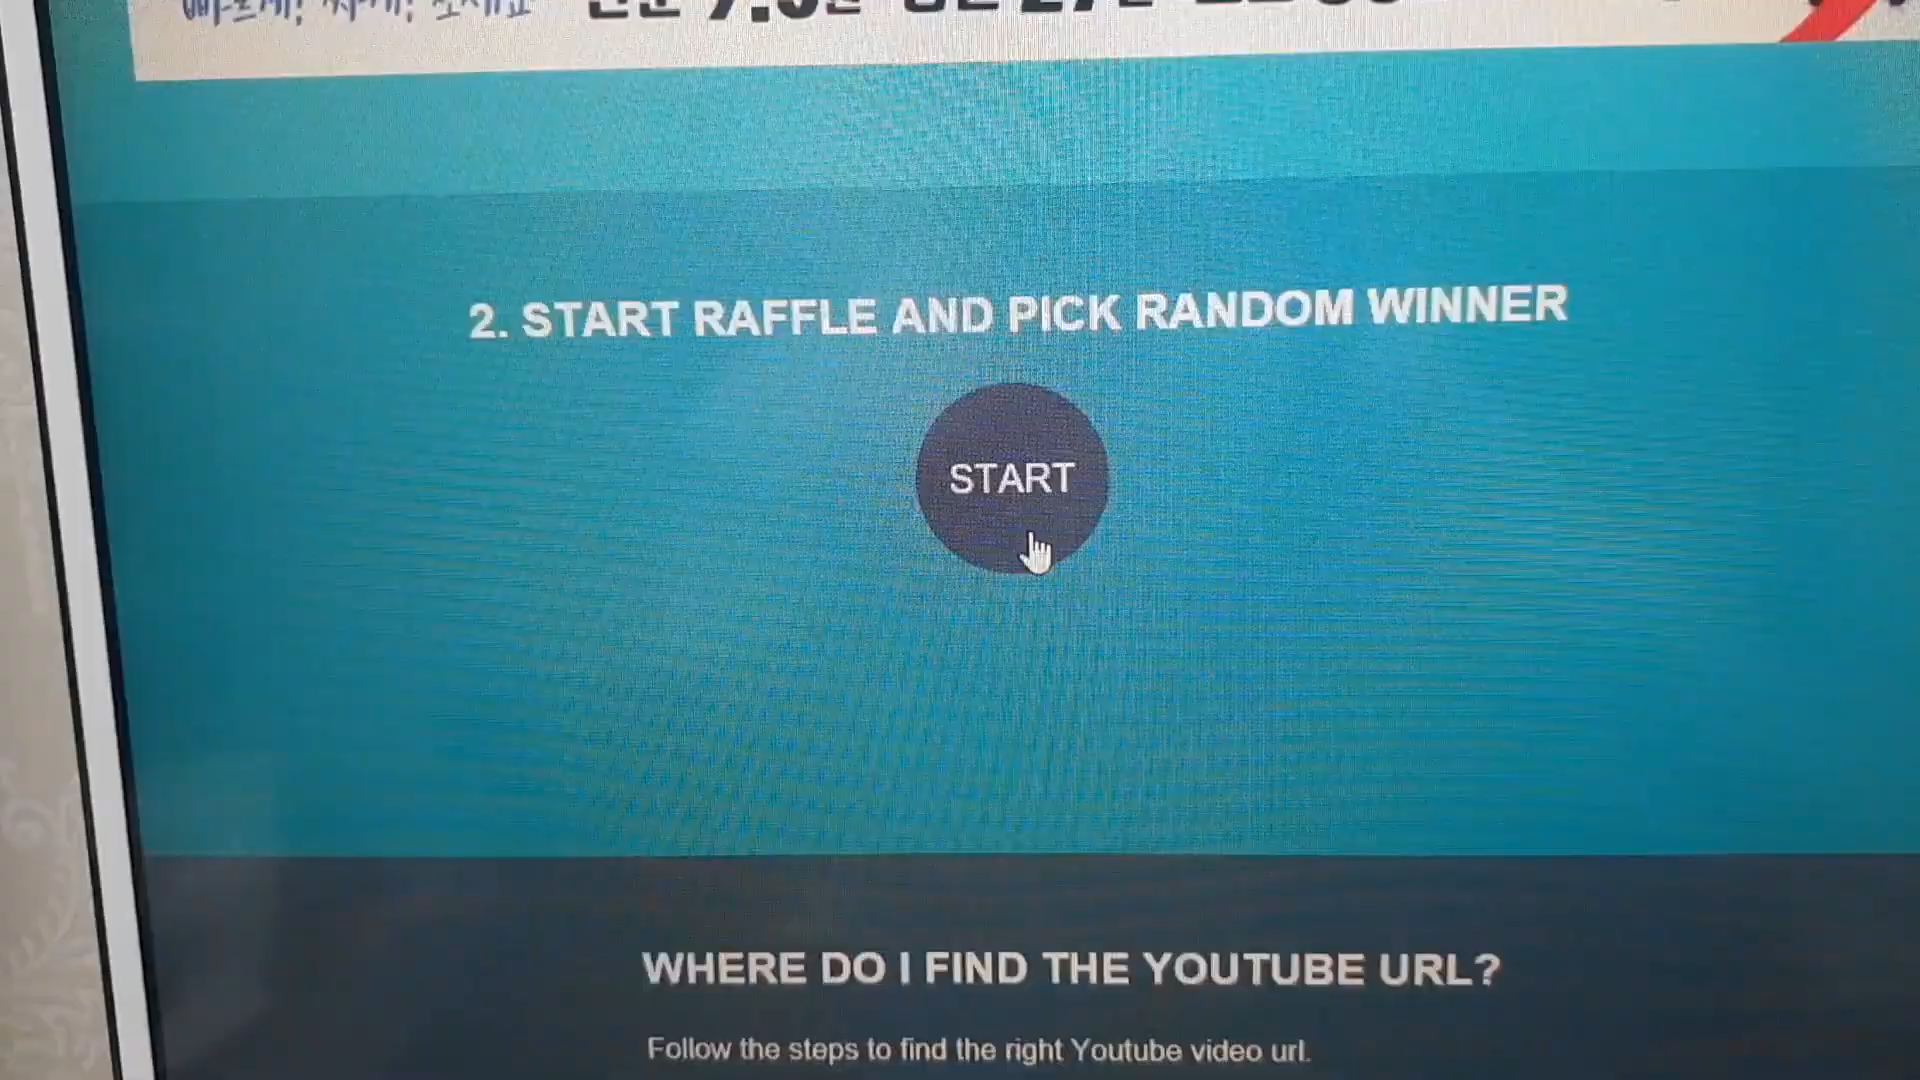 2. START RAFFLE AND PICK RANDOM WINNER
START
WHERE DO I FIND THE YOUTUBE URL?
Follow the steps to find the right Youtube video url.